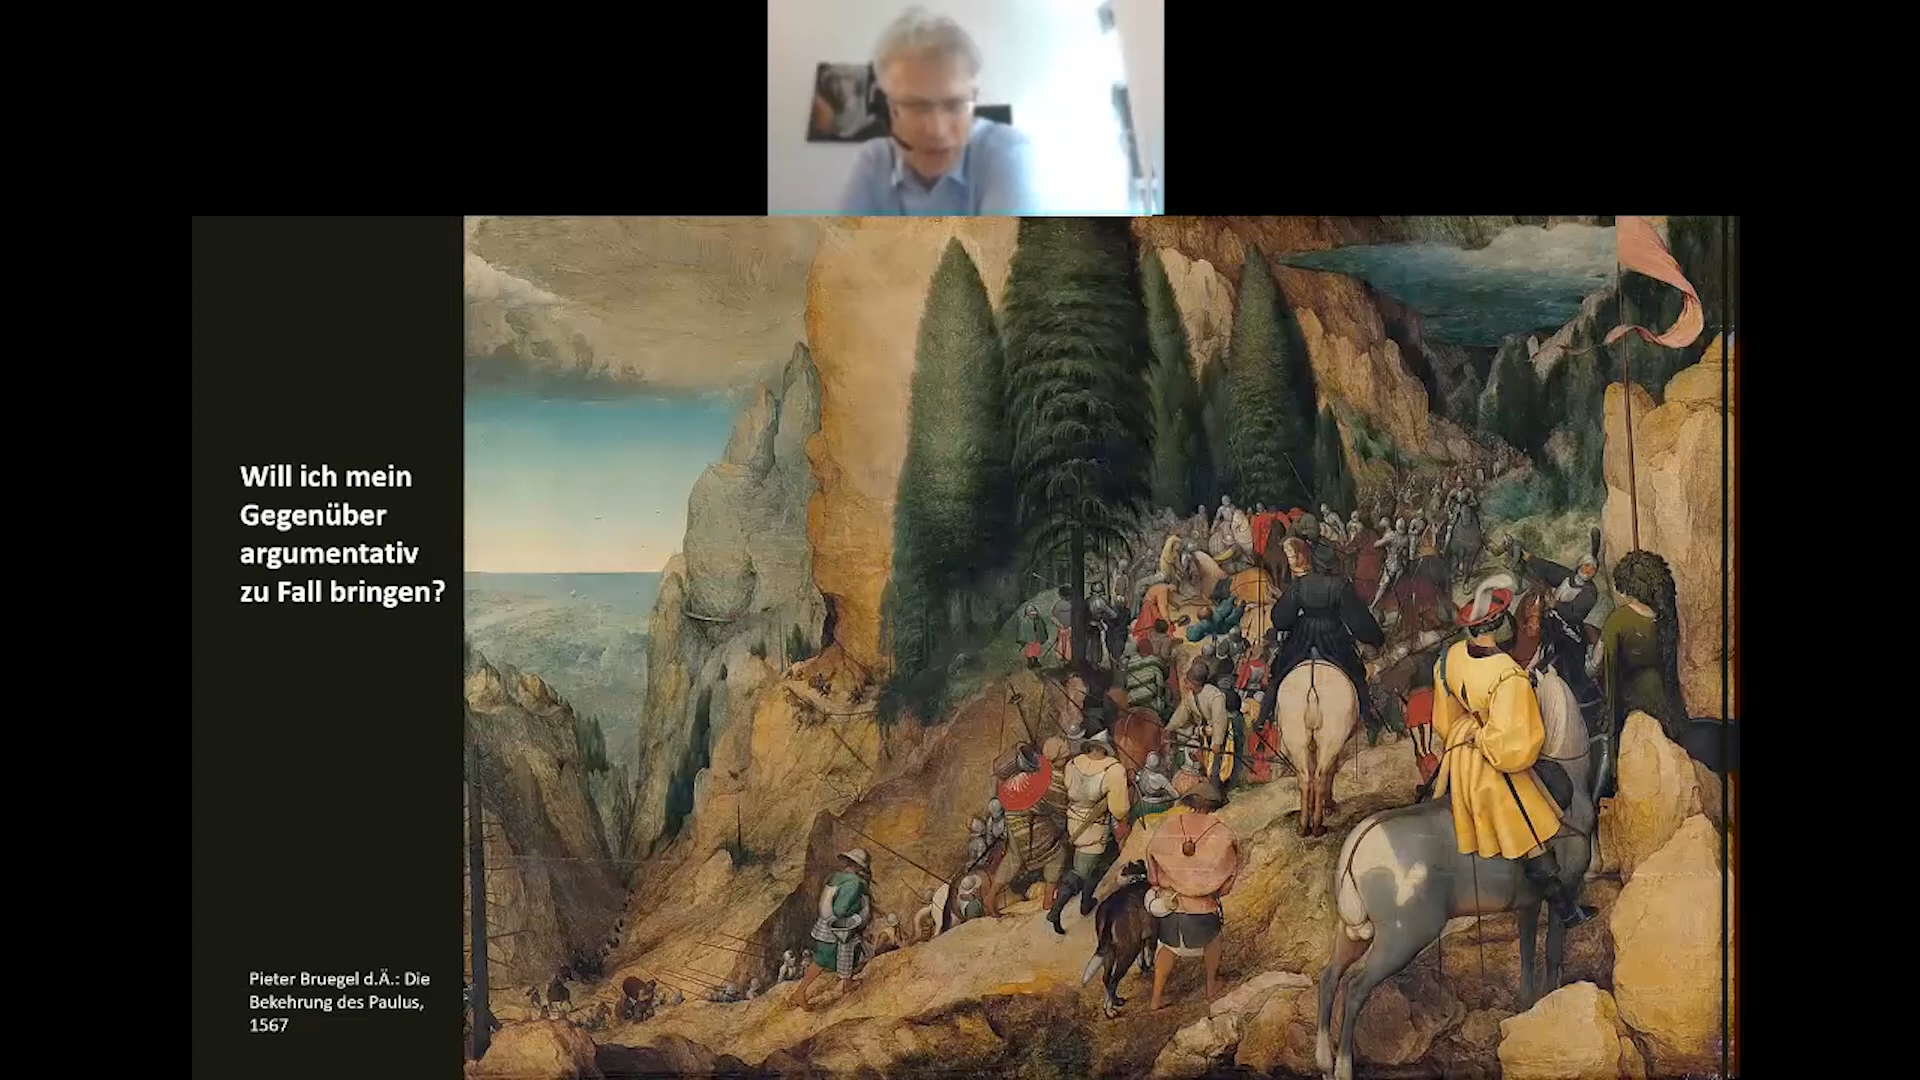 Will ich mein
Gegenüber
argumentativ
zu Fall bringen?
Pieter Bruegel d.Ä.: Die
Bekehrung des Paulus,
1567